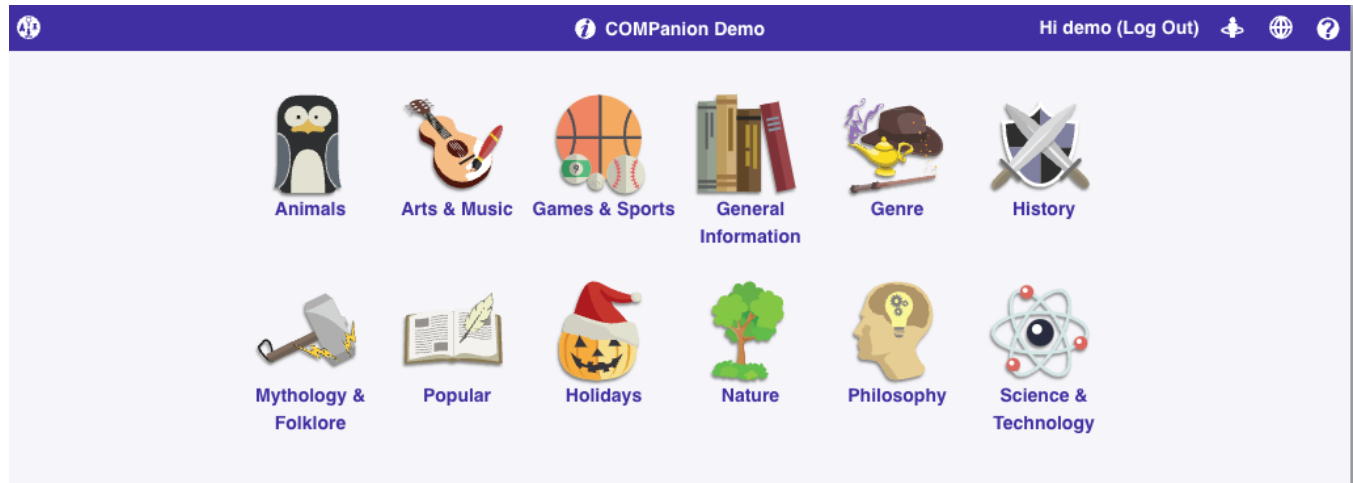 COMPanion Demo
Hi demo (Log Out)
Animals
Arts & Music
Games & Sports
General
Information
Genre
History
9
Mythology &
Folklore
Popular
Holidays
Nature
Philosophy
Science &
Technology